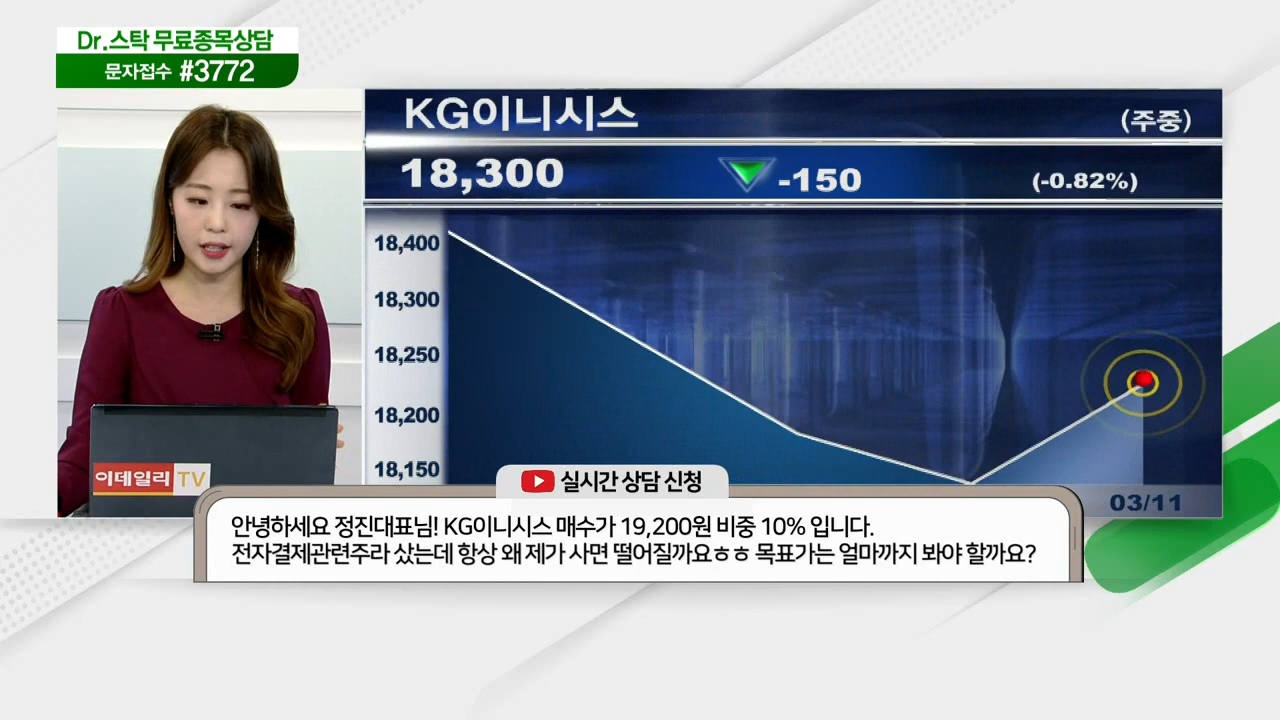 Dr.스탁 무료종목상담
문자접수 #3772
KG이니시스
(주중)
18,300
-150
(-0.82%)
18,400
18,300
18,250
18,200
18,150
03/11
이데일리TV
실시간 상담 신청
안녕하세요 정진대표님! KG이니시스 매수가 19,200원 비중 10% 입니다.
전자결제관련주라 샀는데 항상 왜 제가 사면 떨어질까요ㅎㅎ 목표가는 얼마까지 봐야 할까요?